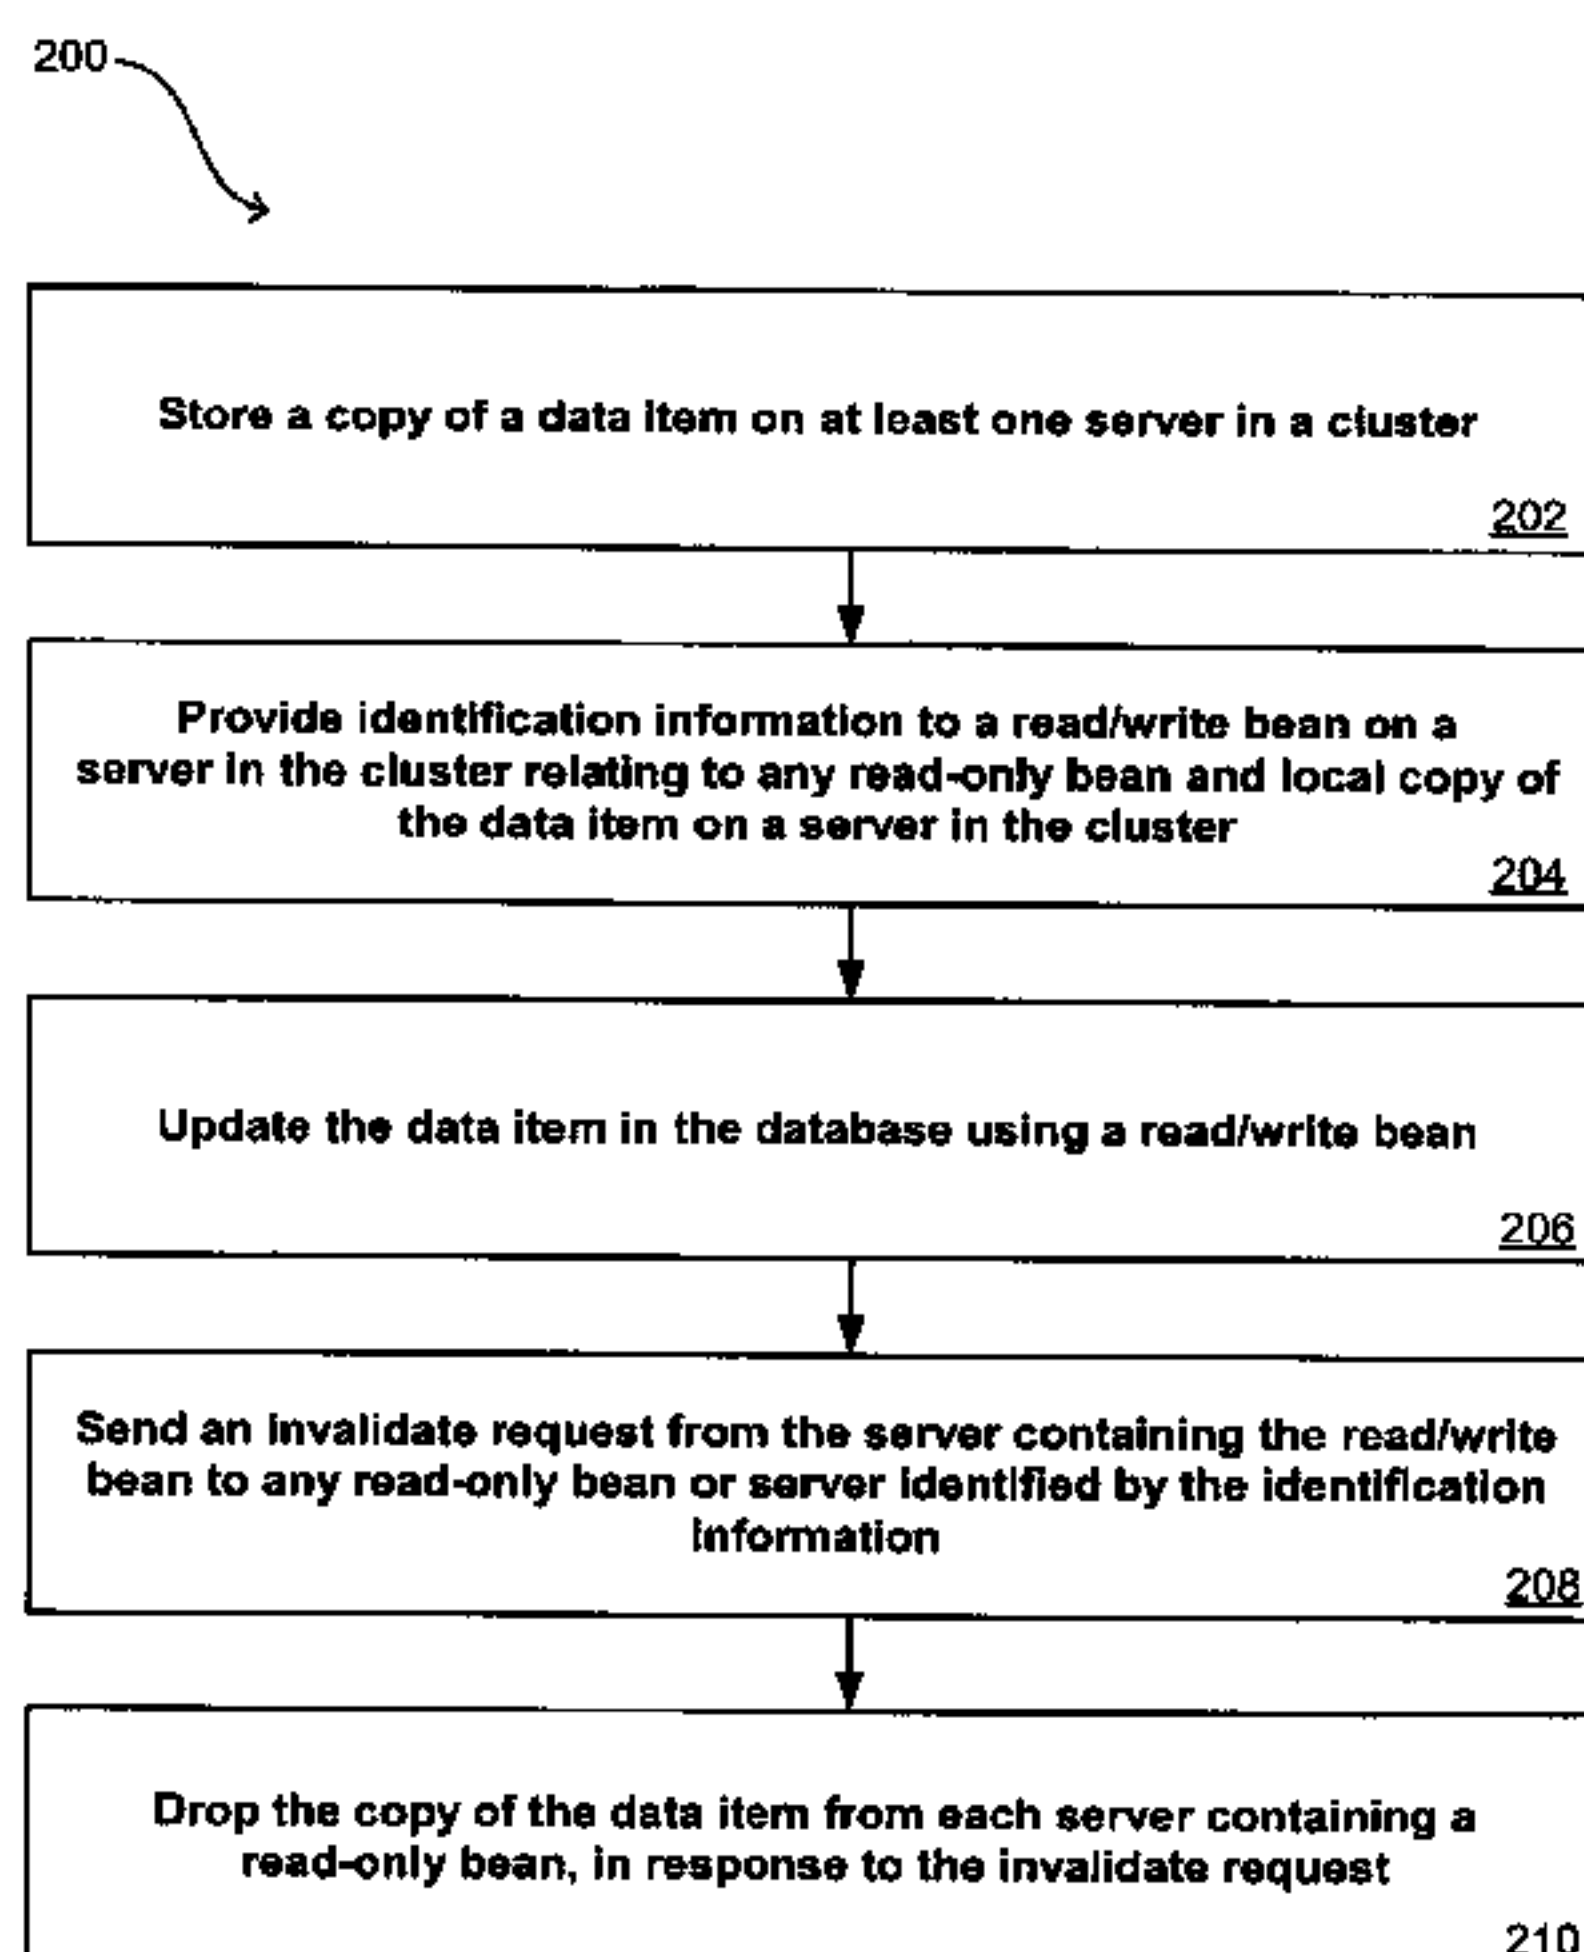 200
Store a copy of a data item on at least one server in a cluster
202
Provide identification information to a read/write bean on a
server in the cluster relating to any read-only bean and local copy of
the data item on a server in the cluster
204
Update the data item in the database using a read/write bean
206
Send an invalidate request from the server containing the read/write
bean to any read-only bean or server identified by the identification
information
208
Drop the copy of the data item from each server containing a
read-only bean, in response to the invalidate request
210